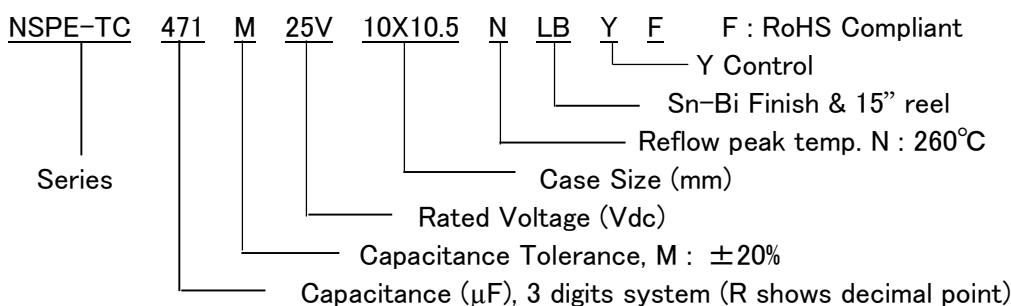 NSPE-TC 471 M 25V 10X10.5 N LB Y F F : RoHS Compliant
Y Control
Sn-Bi Finish & 15” reel
Reflow peak temp. N : 260℃
Series Case Size (mm)
Rated Voltage (Vdc)
Capacitance Tolerance, M : ±20%
Capacitance (μF), 3 digits system (R shows decimal point)